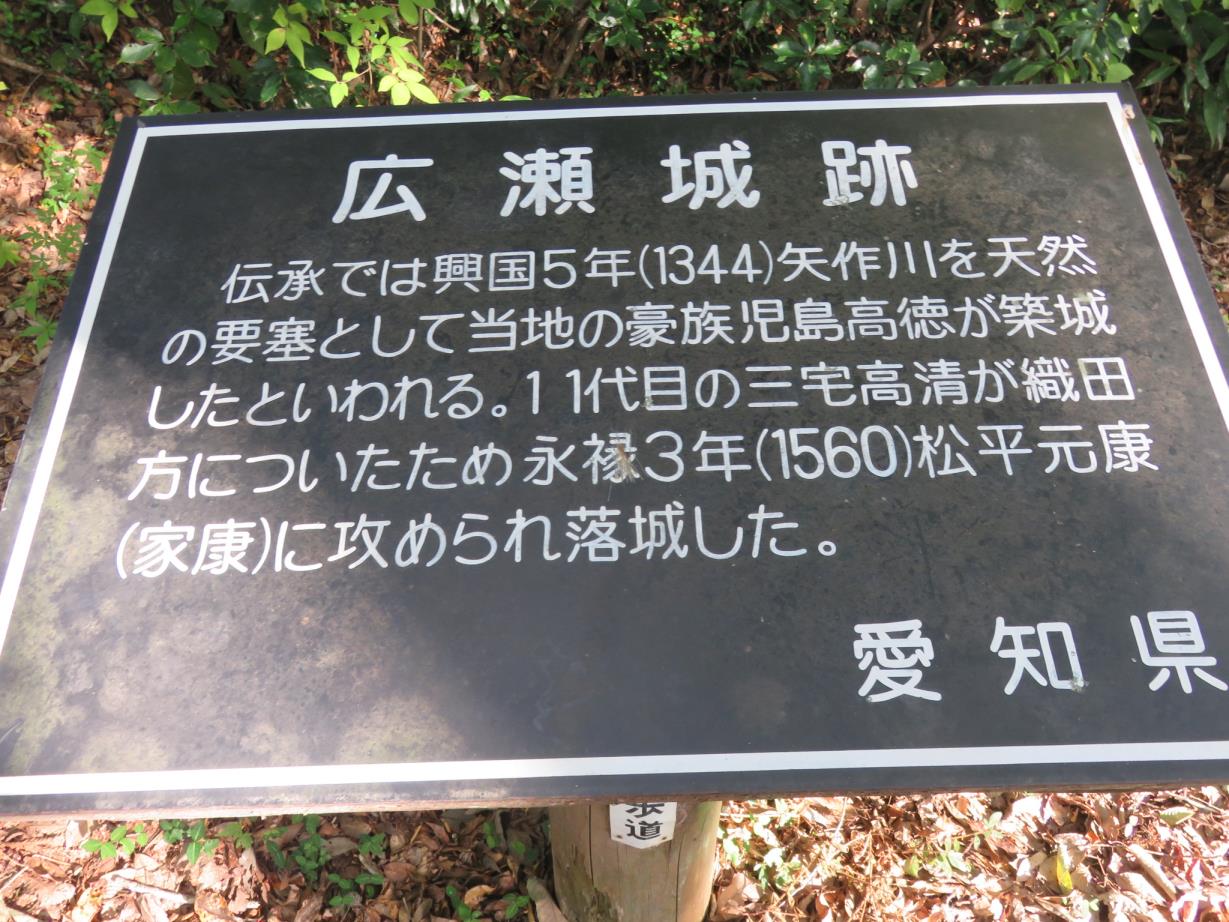 広瀬城跡
伝承では興国5年(1344)矢作川を天然
の要塞として当地の豪族児島高徳が築城
したといわれる。11代目の三宅高清が織田
方についたため永禄3年(1560)松平元康
(家康)に攻められ落城した。
愛知県
歩道